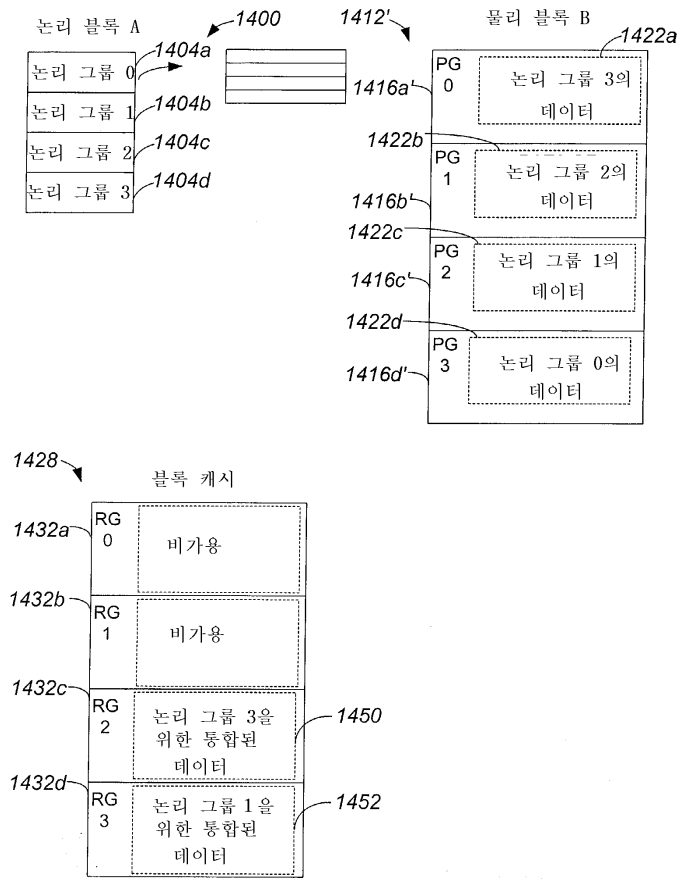 논리 블록 A
1400
1404a
논리 그룹 0
논리 그룹 1
1404b
논리 그룹 2
1404c
논리 그룹 3
1404d
1412'
물리 블록 B
1422a
PG
0
논리 그룹 3의
데이터
1416a'
1422b
PG
1
논리 그룹 2의
데이터
1416b'
1422c
PG
2
논리 그룹 1의
데이터
1416c'
1422d
PG
3
논리 그룹 0의
데이터
1416d'
1428
블록 캐시
1432a
RG
0
비가용
1432b
RG
1
비가용
1432c
RG
2
논리 그룹 3을
위한 통합된
데이터
1450
1432d
RG
3
논리 그룹 1을
위한 통합된
데이터
1452